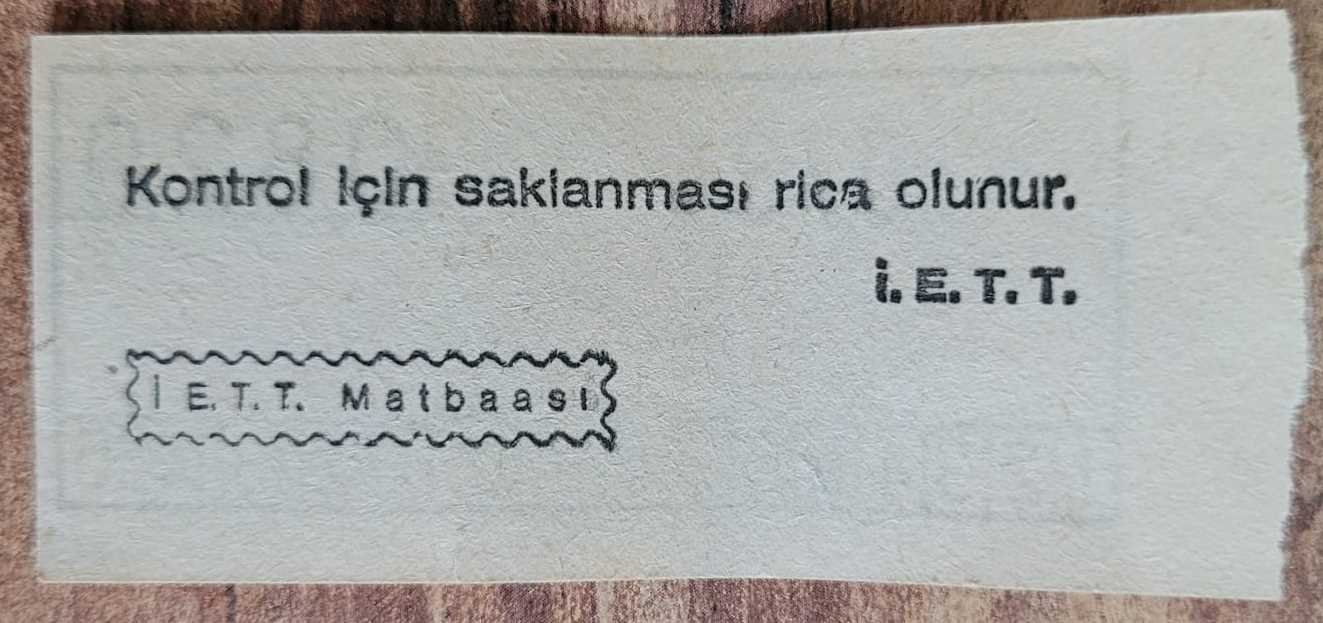 Kontrol için saklanması rica olunur.
İ. E. T. T.
İ E. T. T. Matbaası